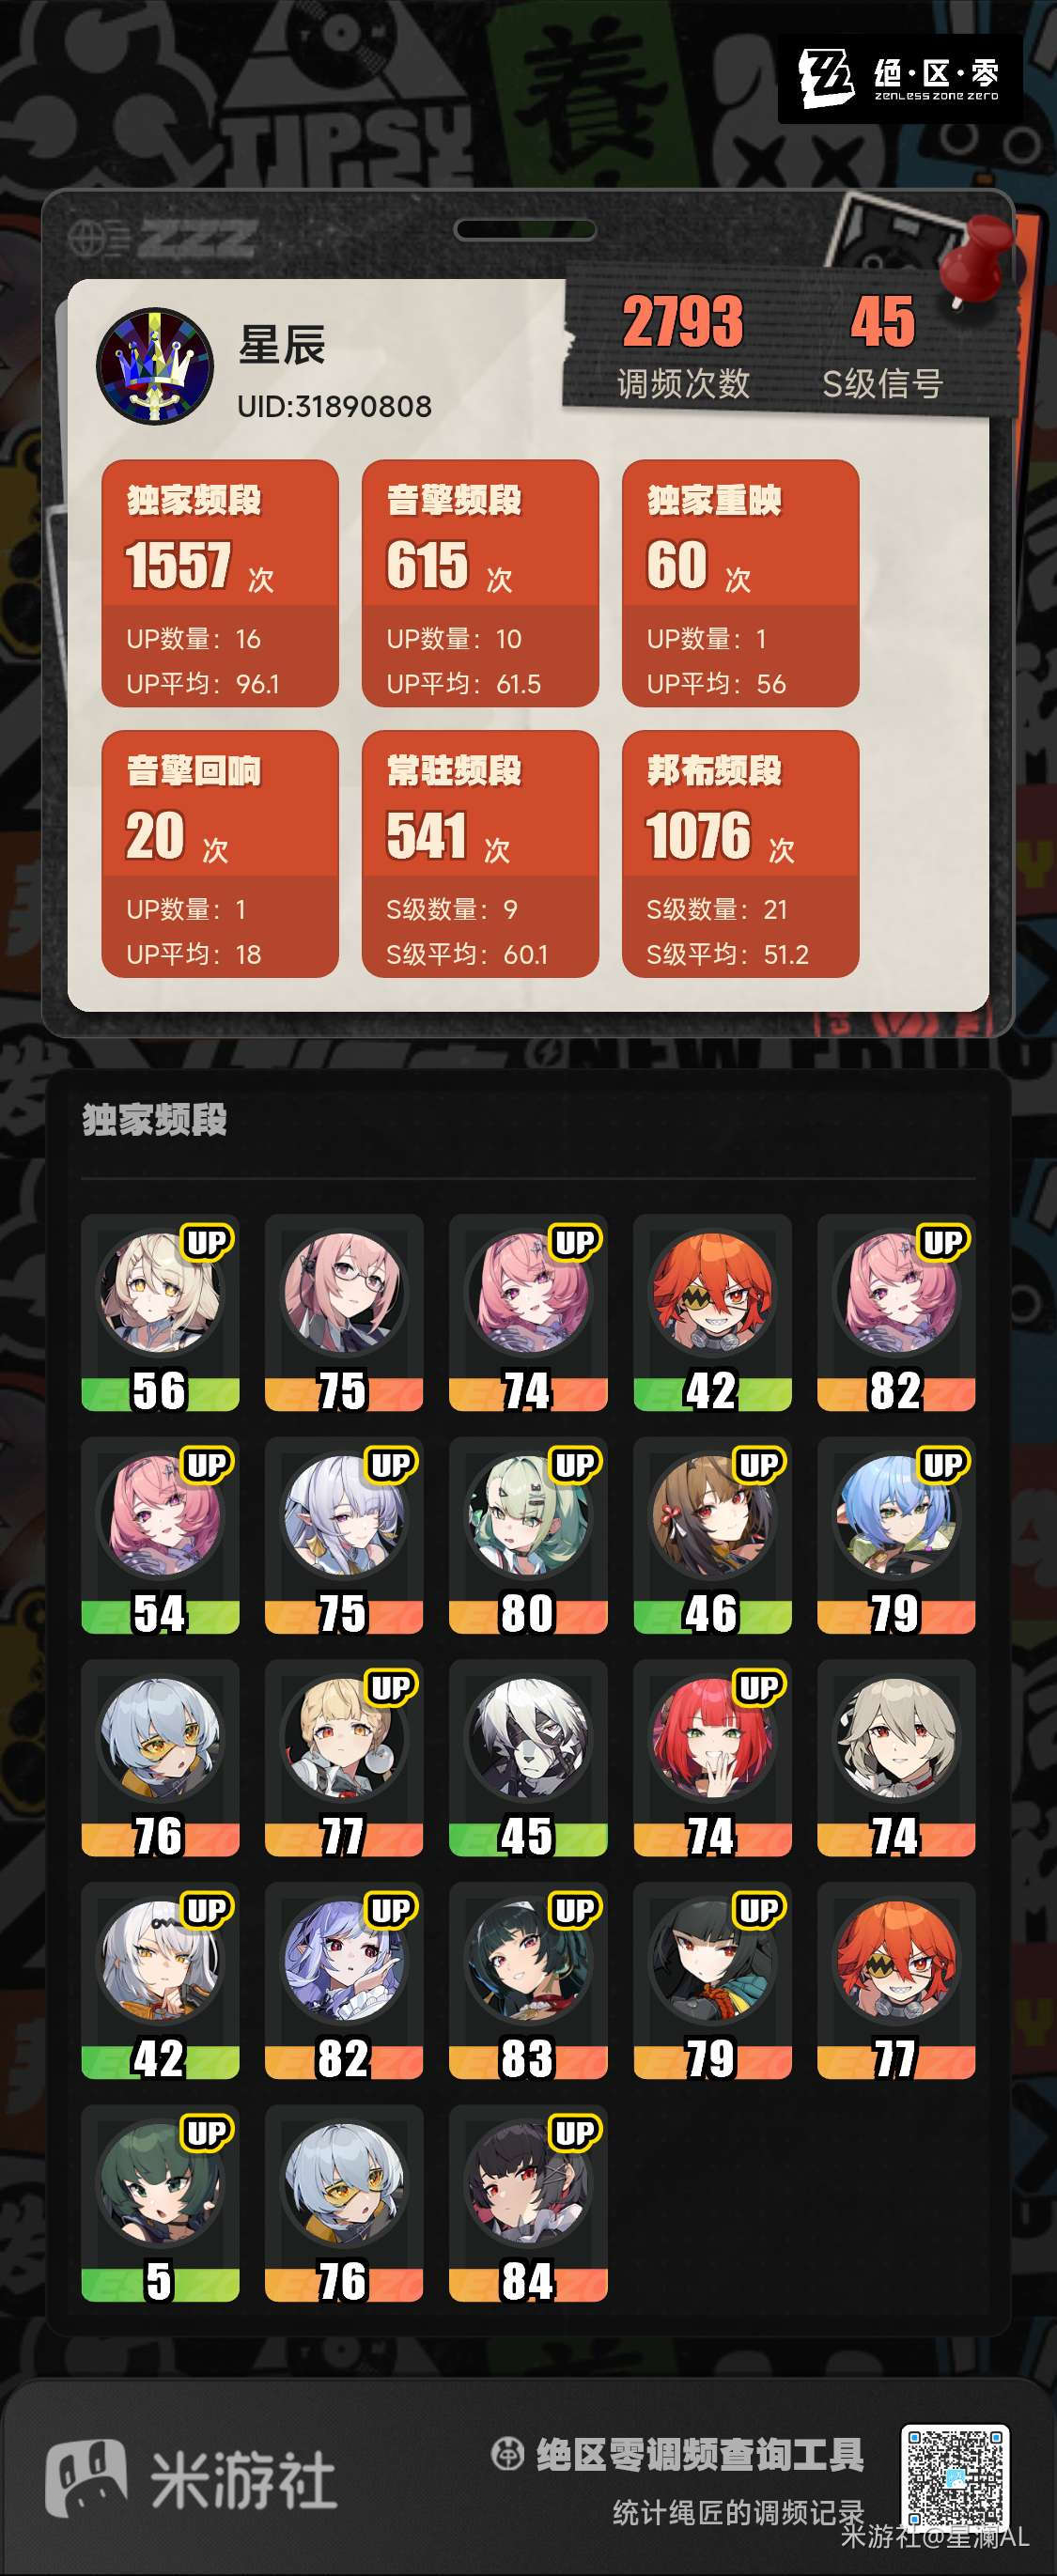 TIPSY
養
绝·区·零
ZENLESS ZONE ZERO
ZZZ
星辰
UID:31890808
2793
调频次数
45
S级信号
独家频段
1557 次
UP数量：16
UP平均：96.1
音擎频段
615 次
UP数量：10
UP平均：61.5
独家重映
60 次
UP数量：1
UP平均：56
音擎回响
20 次
UP数量：1
UP平均：18
常驻频段
541 次
S级数量：9
S级平均：60.1
邦布频段
1076 次
S级数量：21
S级平均：51.2
独家频段
UP
56
75
UP
74
42
UP
82
UP
54
UP
75
UP
80
UP
46
UP
79
76
UP
77
45
UP
74
74
UP
42
UP
82
UP
83
UP
79
77
UP
5
76
UP
84
米游社
绝区零调频查询工具
统计绳匠的调频记录
米游社@星澜AL